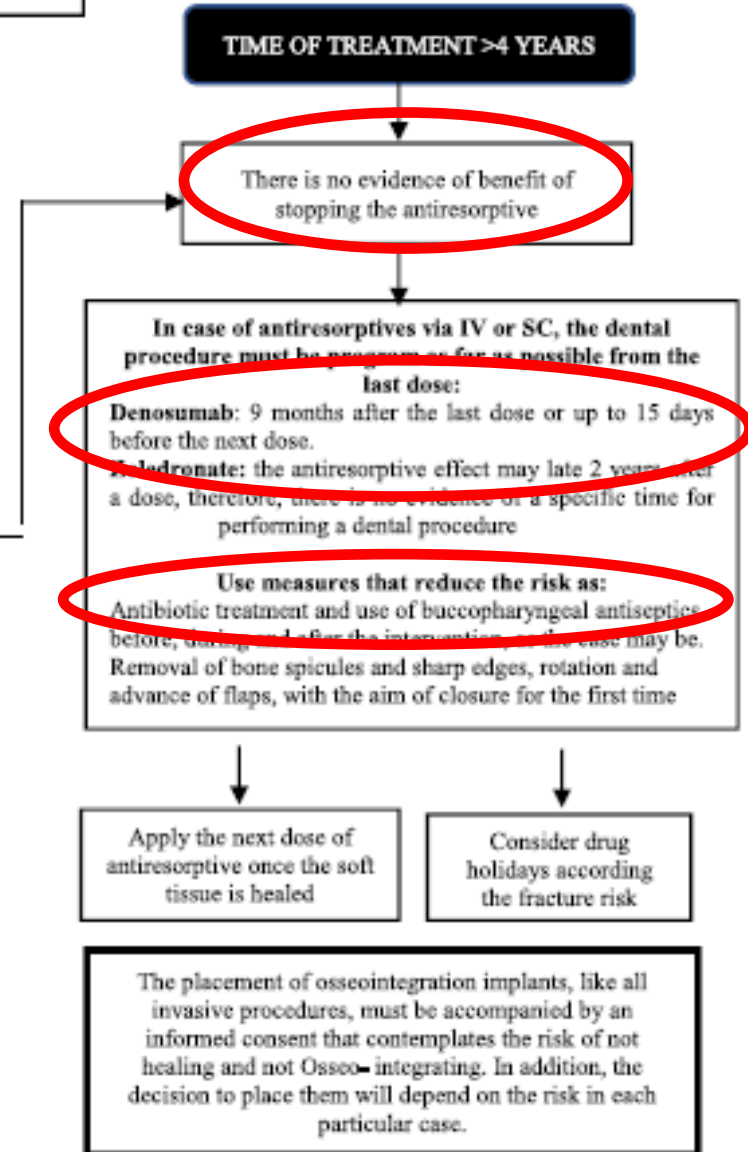 TIME OF TREATMENT >4 YEARS
There is no evidence of benefit of
stopping the antiresorptive
In case of antiresorptives via IV or SC, the dental
procedure must be program as far as possible from the
last dose:
Denosumab: 9 months after the last dose or up to 15 days
before the next dose.
Zoledronate: the antiresorptive effect may late 2 years after
a dose, therefore, there is no evidence of a specific time for
performing a dental procedure
Use measures that reduce the risk as:
Antibiotic treatment and use of buccopharyngeal antiseptics
before, during and after the intervention, as the case may be.
Removal of bone spicules and sharp edges, rotation and
advance of flaps, with the aim of closure for the first time
Apply the next dose of
antiresorptive once the soft
tissue is healed
Consider drug
holidays according
the fracture risk
The placement of osseointegration implants, like all
invasive procedures, must be accompanied by an
informed consent that contemplates the risk of not
healing and not Osseo- integrating. In addition, the
decision to place them will depend on the risk in each
particular case.